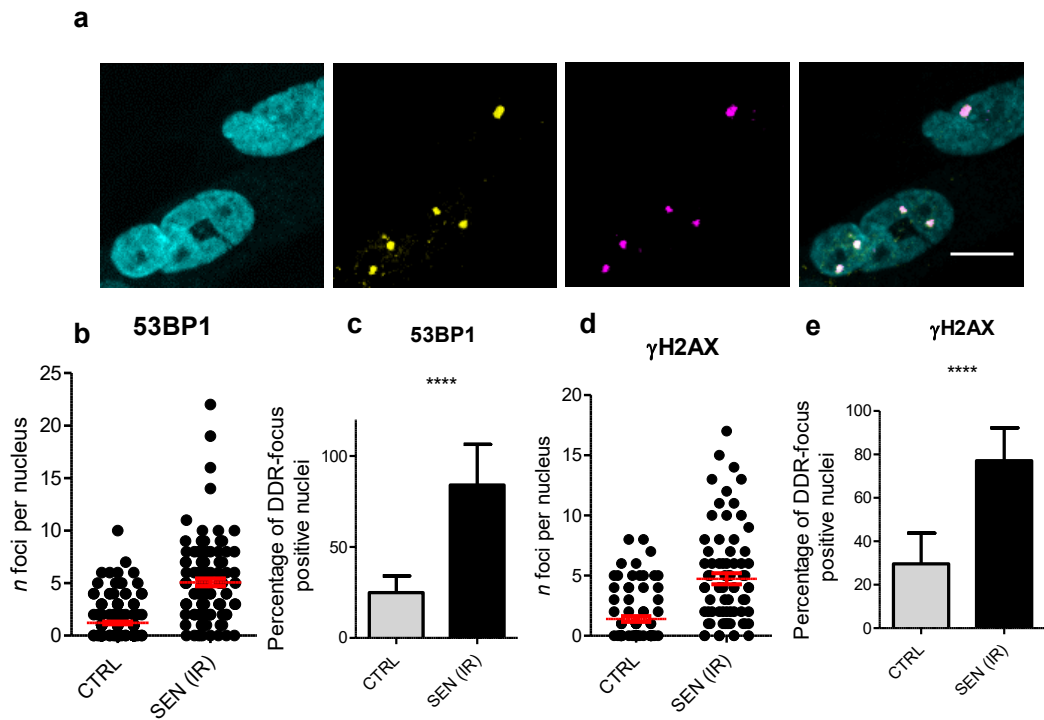 a
b
53BP1
n foci per nucleus
25
20
15
10
5
0
CTRL
SEN (IR)
c
53BP1
****
Percentage of DDR-focus
positive nuclei
100
50
0
CTRL
SEN (IR)
d
γH2AX
n foci per nucleus
20
15
10
5
0
CTRL
SEN (IR)
e
γH2AX
****
Percentage of DDR-focus
positive nuclei
100
80
60
40
20
0
CTRL
SEN (IR)